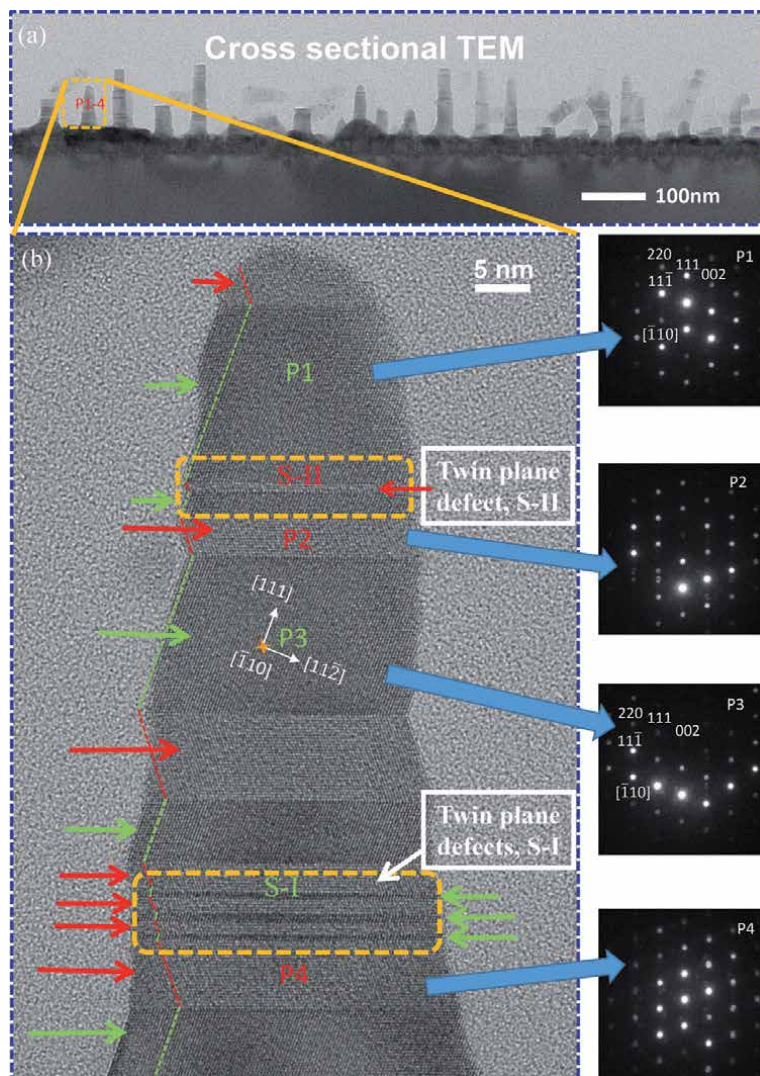 (a)
Cross sectional TEM
P1-4
100nm
(b)
5 nm
P1
S-II
Twin plane
defect, S-II
P2
[111]
P3
[1̄10]
[112̄]
Twin plane
defects, S-I
S-I
P4
P1
220
111
111̄
002
[1̄10]
P2
P3
220
111
002
111̄
[1̄10]
P4